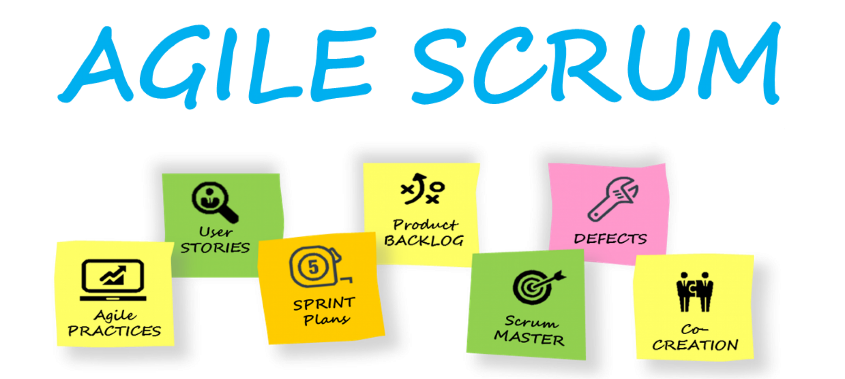 AGILE SCRUM
User
STORIES
Product
BACKLOG
DEFECTS
Agile
PRACTICES
5
SPRINT
Plans
Scrum
MASTER
Co-
CREATION